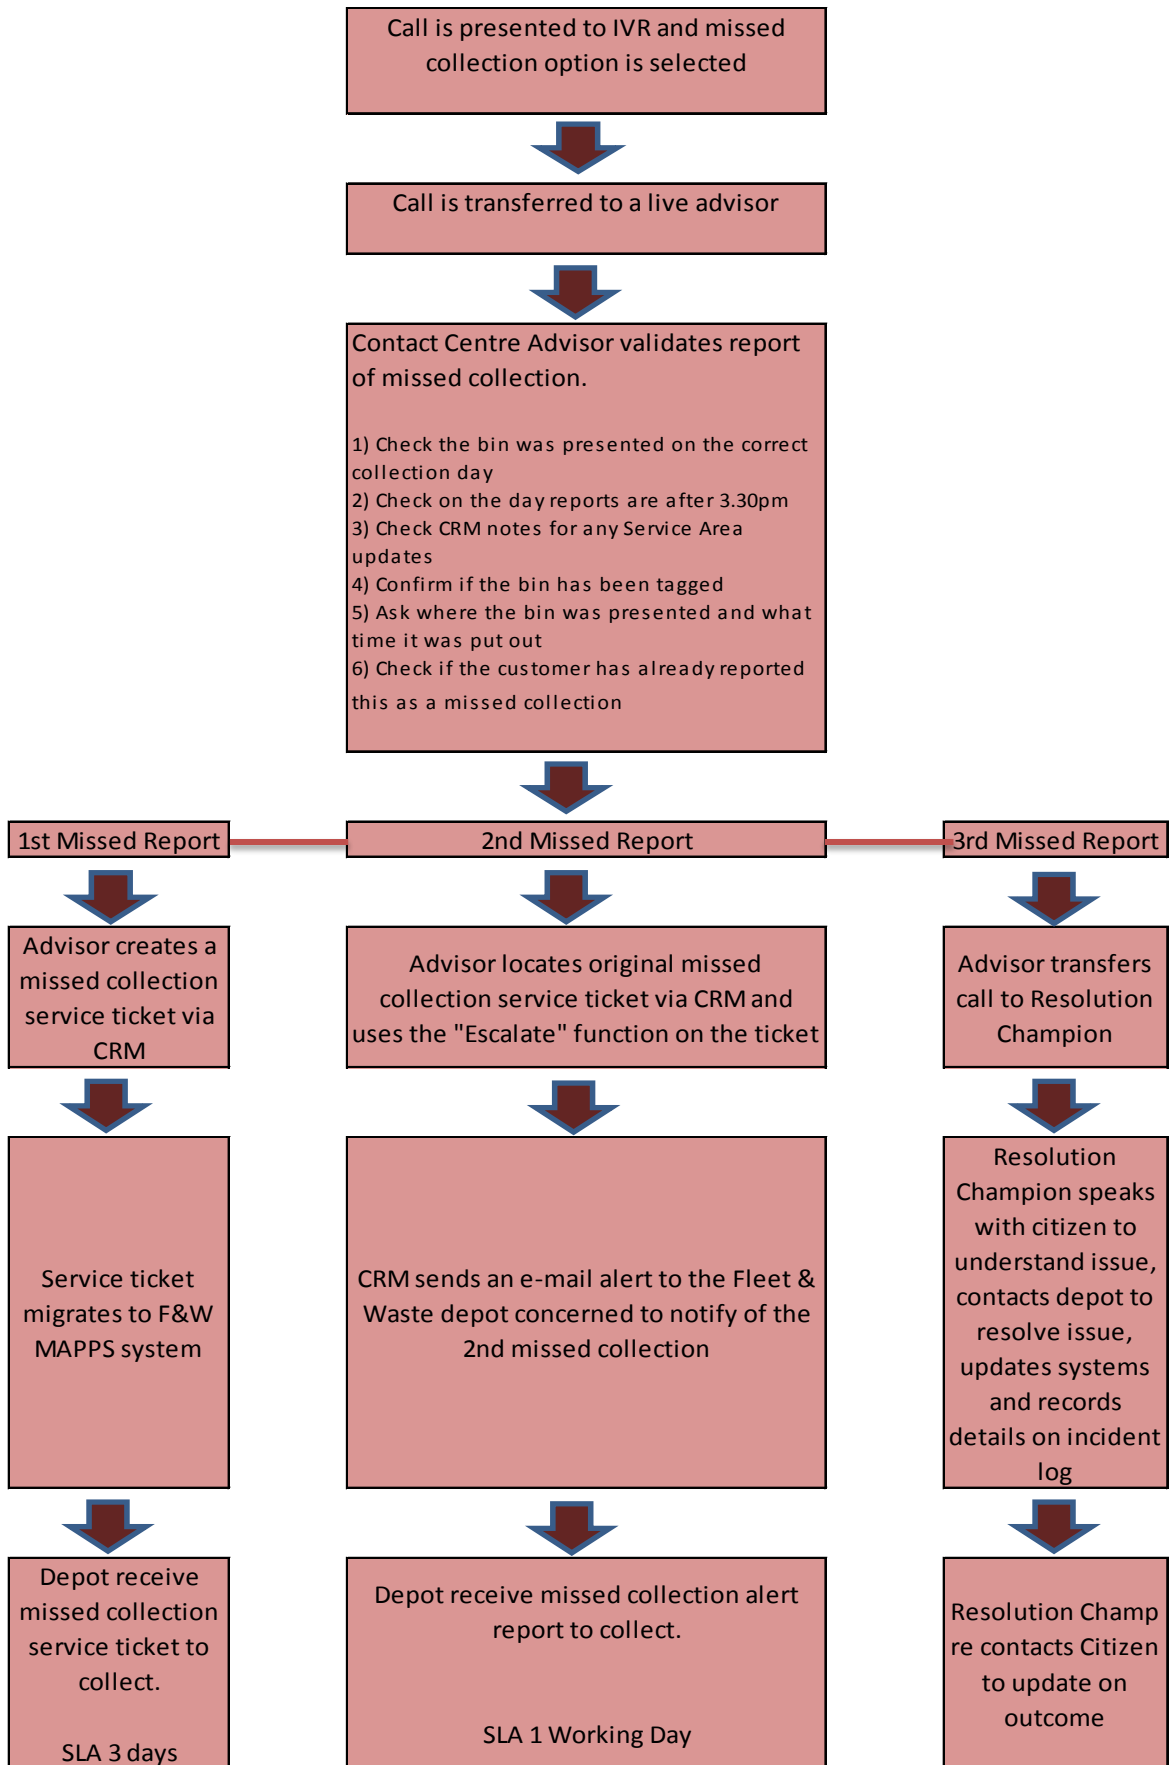 Call is presented to IVR and missed
collection option is selected
Call is transferred to a live advisor
Contact Centre Advisor validates report
of missed collection.
1) Check the bin was presented on the correct
collection day
2) Check on the day reports are after 3.30pm
3) Check CRM notes for any Service Area
updates
4) Confirm if the bin has been tagged
5) Ask where the bin was presented and what
time it was put out
6) Check if the customer has already reported
this as a missed collection
1st Missed Report
2nd Missed Report
3rd Missed Report
Advisor creates a
missed collection
service ticket via
CRM
Advisor locates original missed
collection service ticket via CRM and
uses the "Escalate" function on the ticket
Advisor transfers
call to Resolution
Champion
Service ticket
migrates to F&W
MAPPS system
CRM sends an e-mail alert to the Fleet &
Waste depot concerned to notify of the
2nd missed collection
Resolution
Champion speaks
with citizen to
understand issue,
contacts depot to
resolve issue,
updates systems
and records
details on incident
log
Depot receive
missed collection
service ticket to
collect.
SLA 3 days
Depot receive missed collection alert
report to collect.
SLA 1 Working Day
Resolution Champ
re contacts Citizen
to update on
outcome